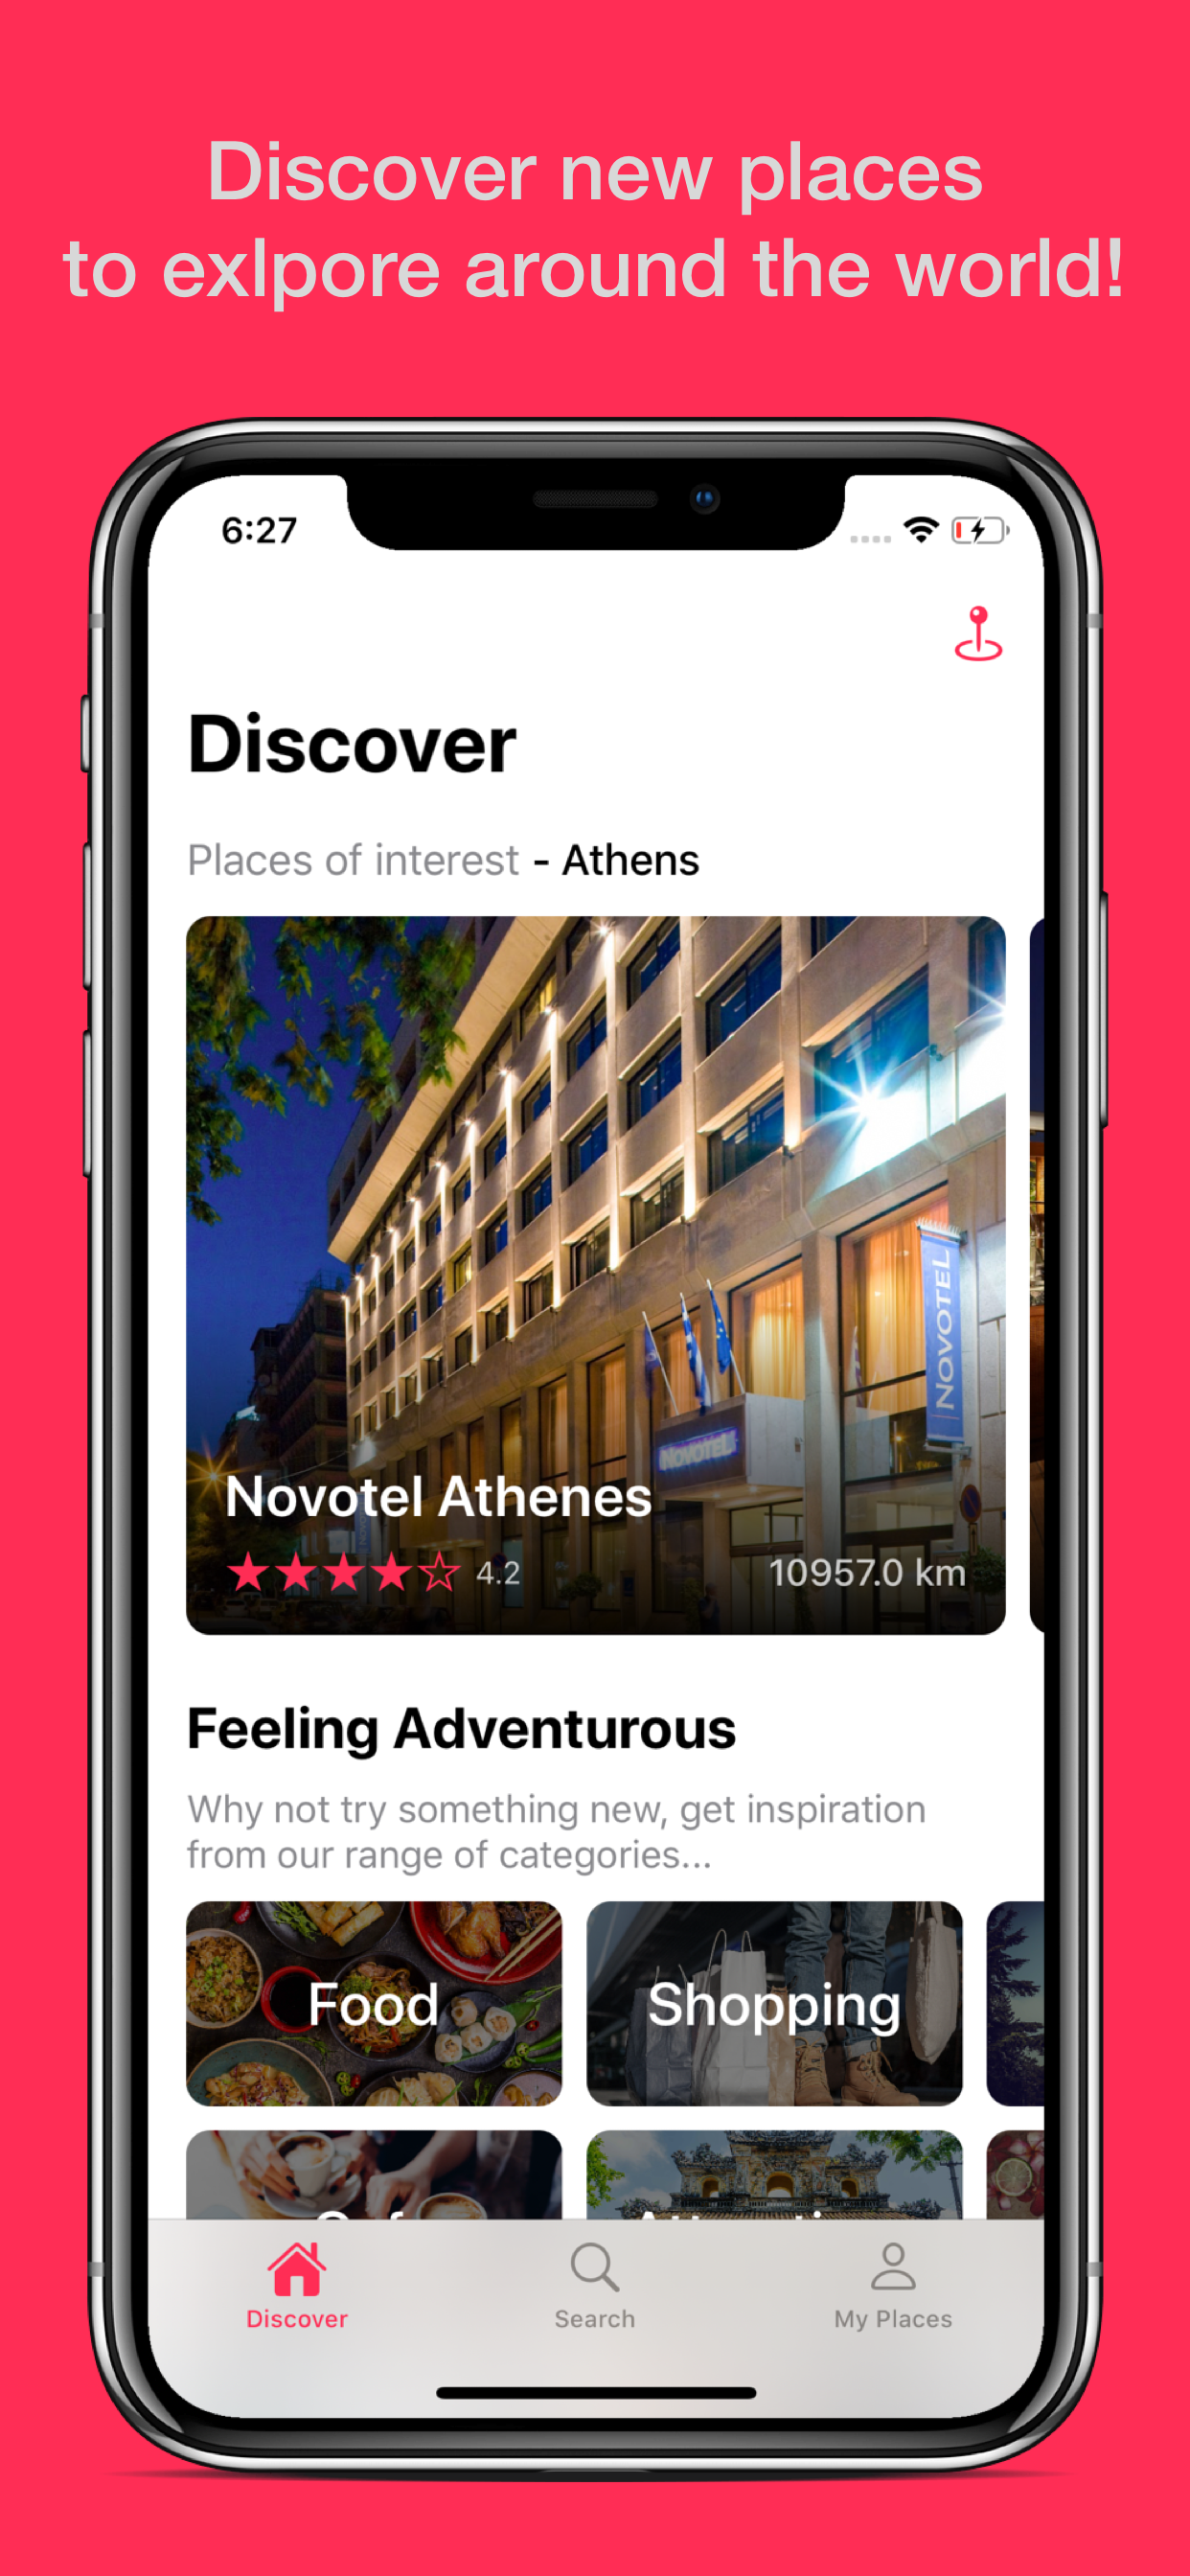 Discover new places
to exlpore around the world!
6:27
Discover
Places of interest - Athens
NOVOTEL
NOVOTEL
Novotel Athenes
4.2
10957.0 km
Feeling Adventurous
Why not try something new, get inspiration
from our range of categories...
Food
Shopping
Discover
Search
My Places